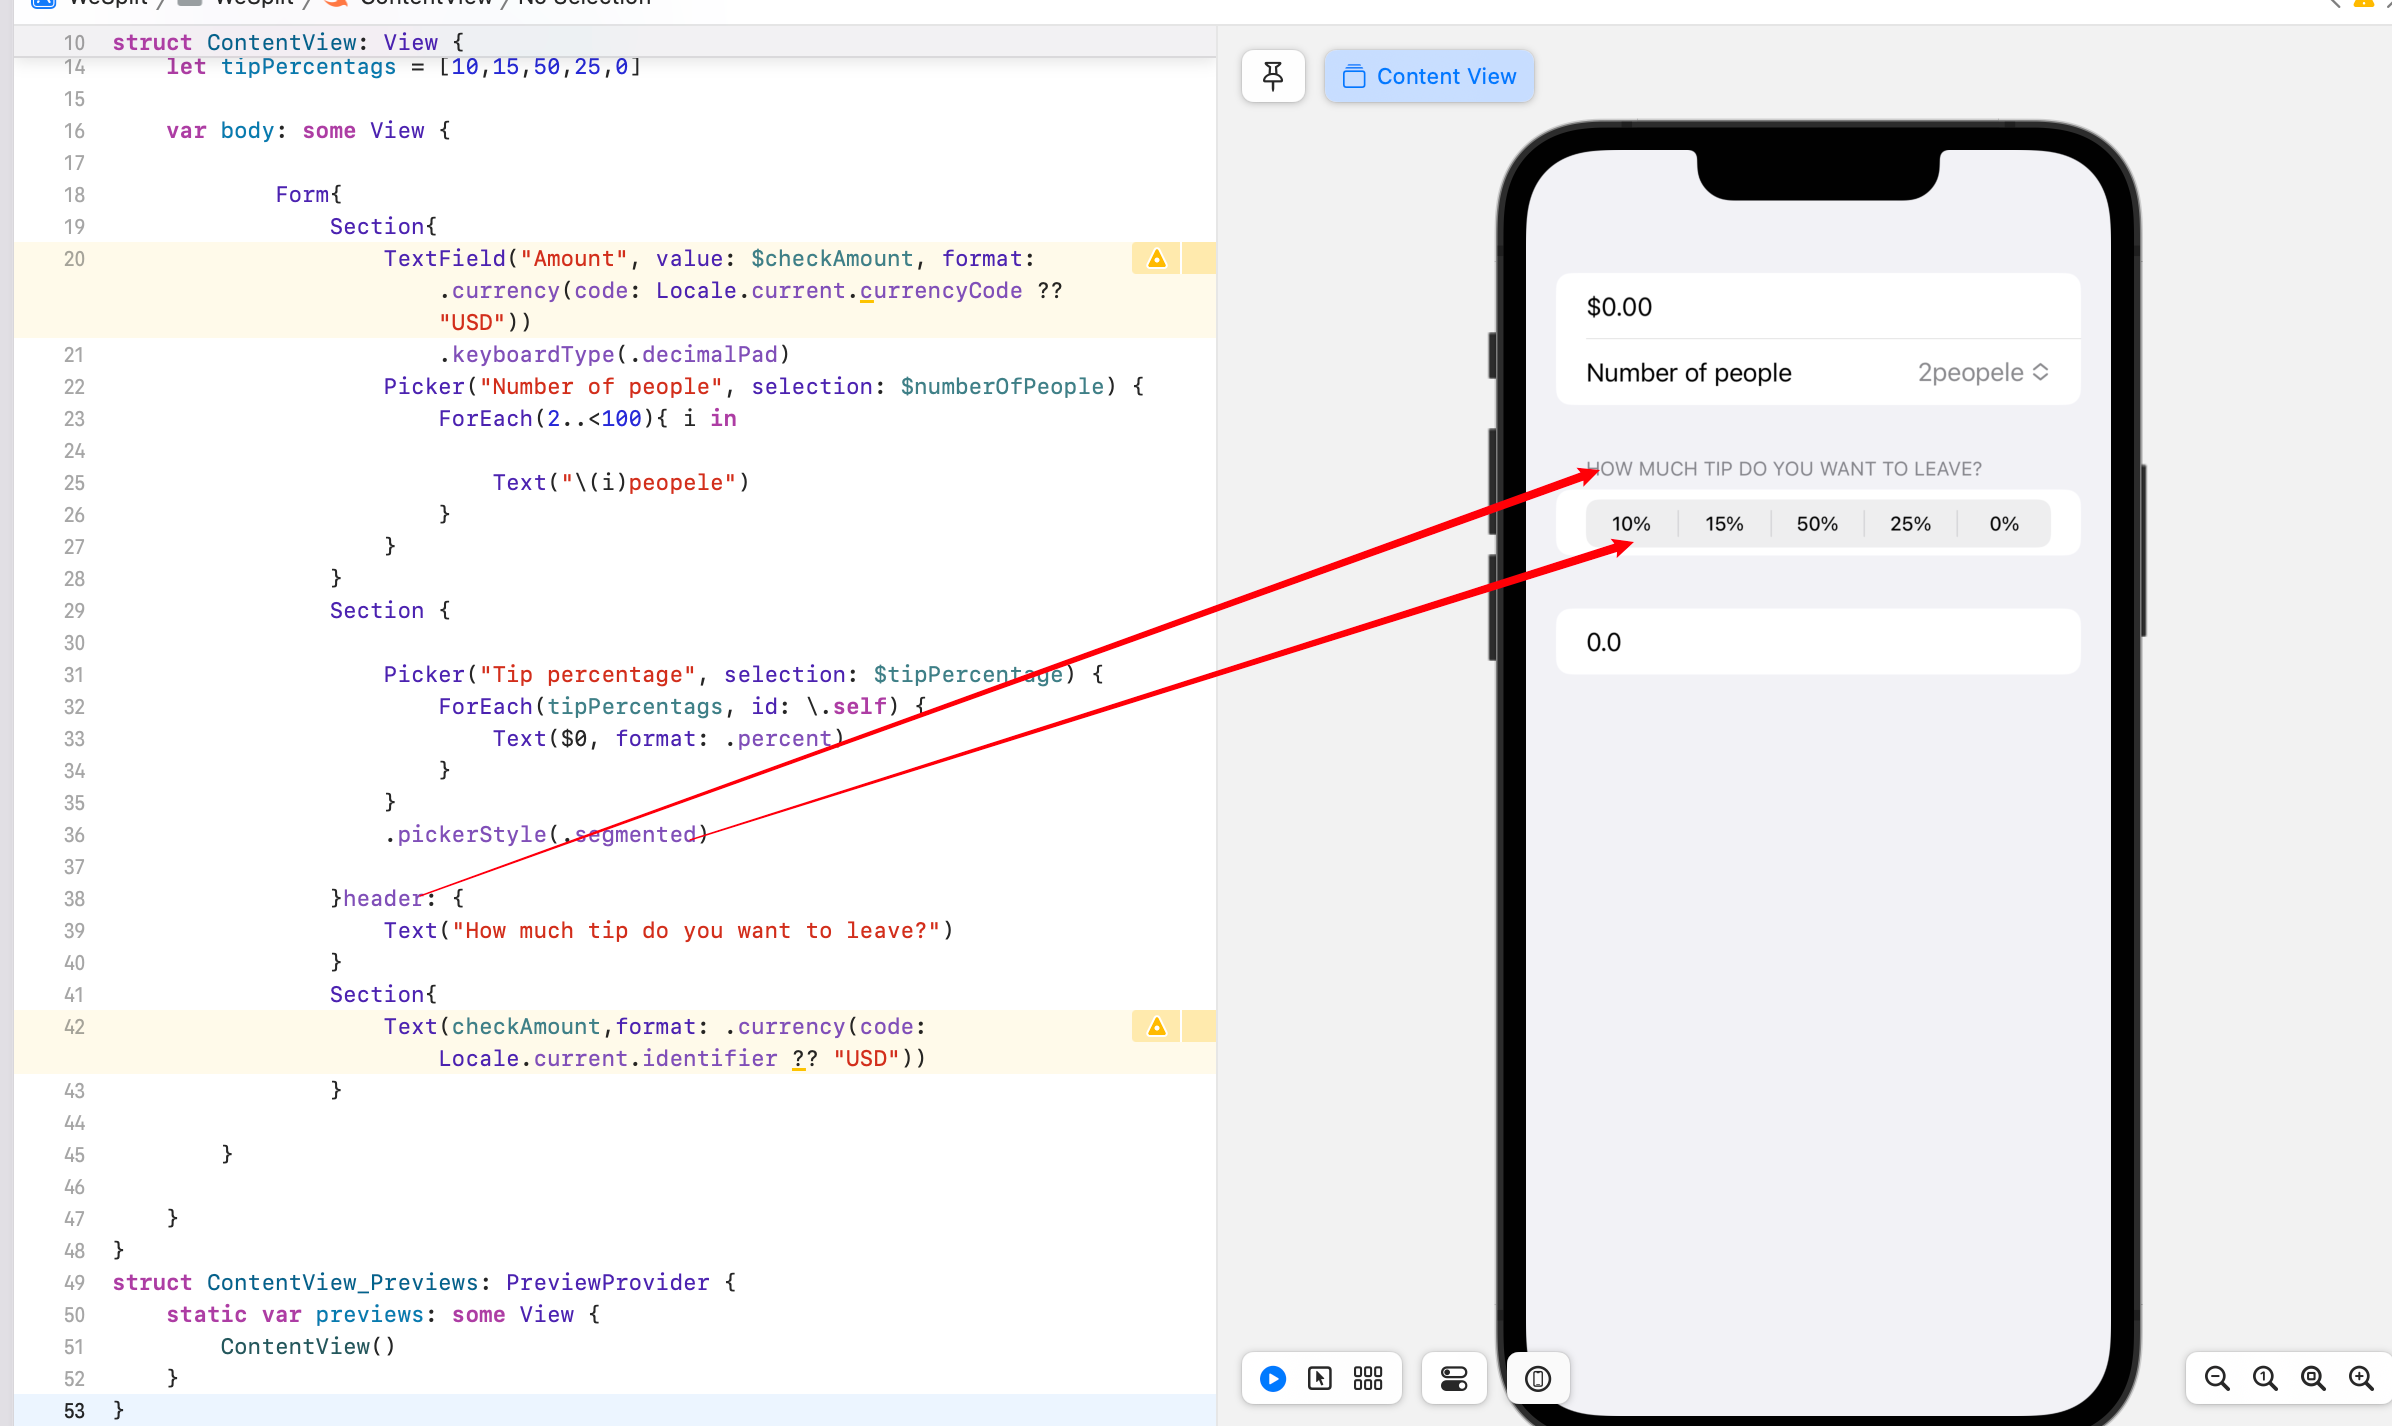 WeSplit / WeSplit / ContentView / No Selection
10 struct ContentView: View {
14 let tipPercentags = [10,15,50,25,0]
15
16 var body: some View {
17
18 Form{
19 Section{
20 TextField("Amount", value: $checkAmount, format:
.currency(code: Locale.current.currencyCode ??
"USD"))
21 .keyboardType(.decimalPad)
22 Picker("Number of people", selection: $numberOfPeople) {
23 ForEach(2..<100){ i in
24
25 Text("\(i)peopele")
26 }
27 }
28 }
29 Section {
30
31 Picker("Tip percentage", selection: $tipPercentage) {
32 ForEach(tipPercentags, id: \.self) {
33 Text($0, format: .percent)
34 }
35 }
36 .pickerStyle(.segmented)
37
38 }header: {
39 Text("How much tip do you want to leave?")
40 }
41 Section{
42 Text(checkAmount,format: .currency(code:
Locale.current.identifier ?? "USD"))
43 }
44
45 }
46
47 }
48 }
49 struct ContentView_Previews: PreviewProvider {
50 static var previews: some View {
51 ContentView()
52 }
53 }
Content View
$0.00
Number of people 2peopele
HOW MUCH TIP DO YOU WANT TO LEAVE?
10% 15% 50% 25% 0%
0.0